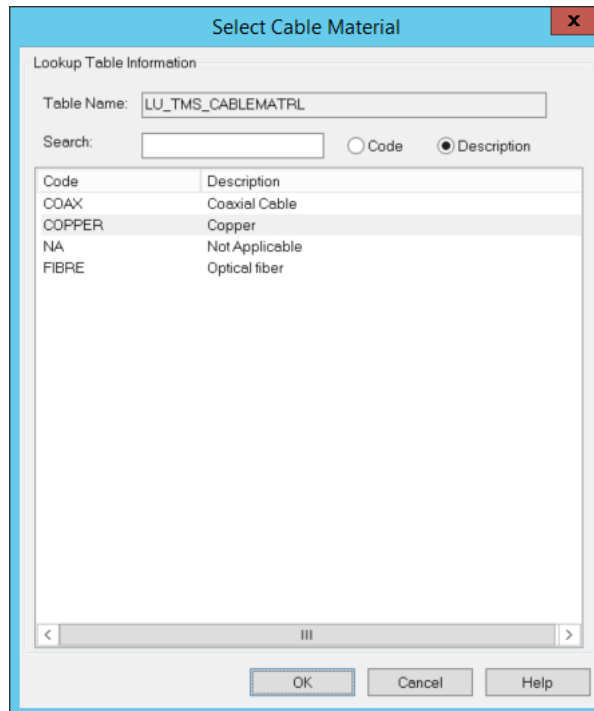 Select Cable Material
x
Lookup Table Information
Table Name: LU_TMS_CABLEMATRL
Search: Code Description
Code Description
COAX Coaxial Cable
COPPER Copper
NA Not Applicable
FIBRE Optical fiber
OK Cancel Help